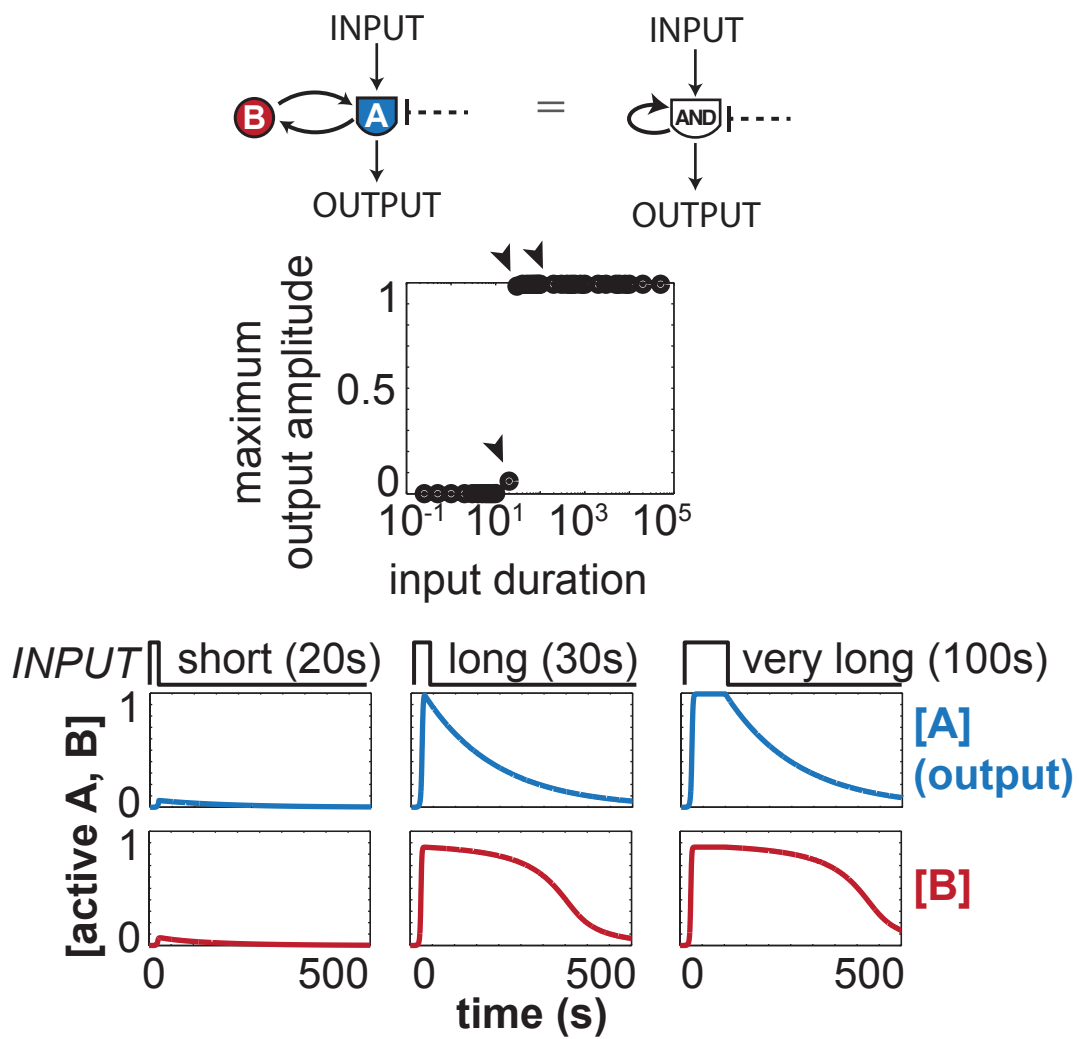 INPUT INPUT
B A = AND
OUTPUT OUTPUT
maximum
output amplitude
1
0.5
0
10-1 101 103 105
input duration
INPUT short (20s) long (30s) very long (100s)
[active A, B]
1
0
[A]
(output)
1
0
[B]
0 500 0 500 0 500
time (s)